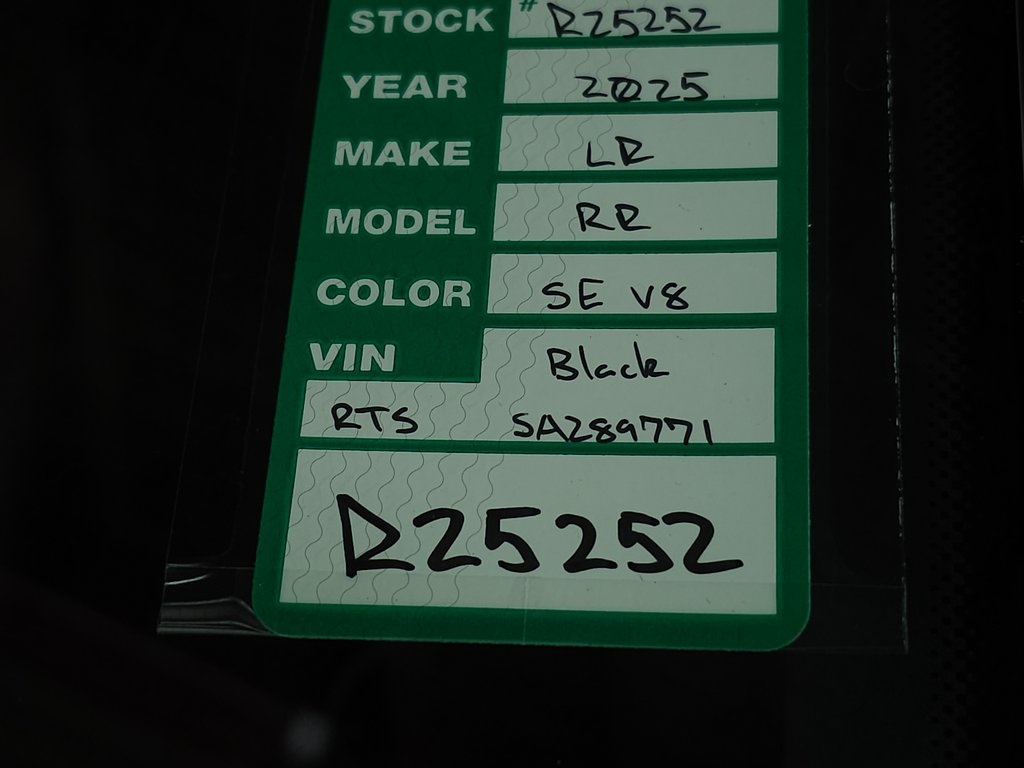 STOCK # R25252
YEAR 2025
MAKE LR
MODEL RR
COLOR SE V8
VIN Black
RTS SA289771
R25252